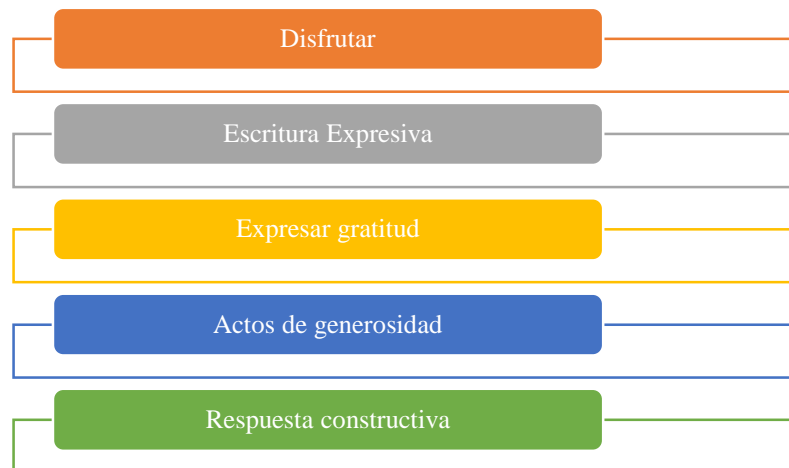 Disfrutar
Escritura Expresiva
Expresar gratitud
Actos de generosidad
Respuesta constructiva